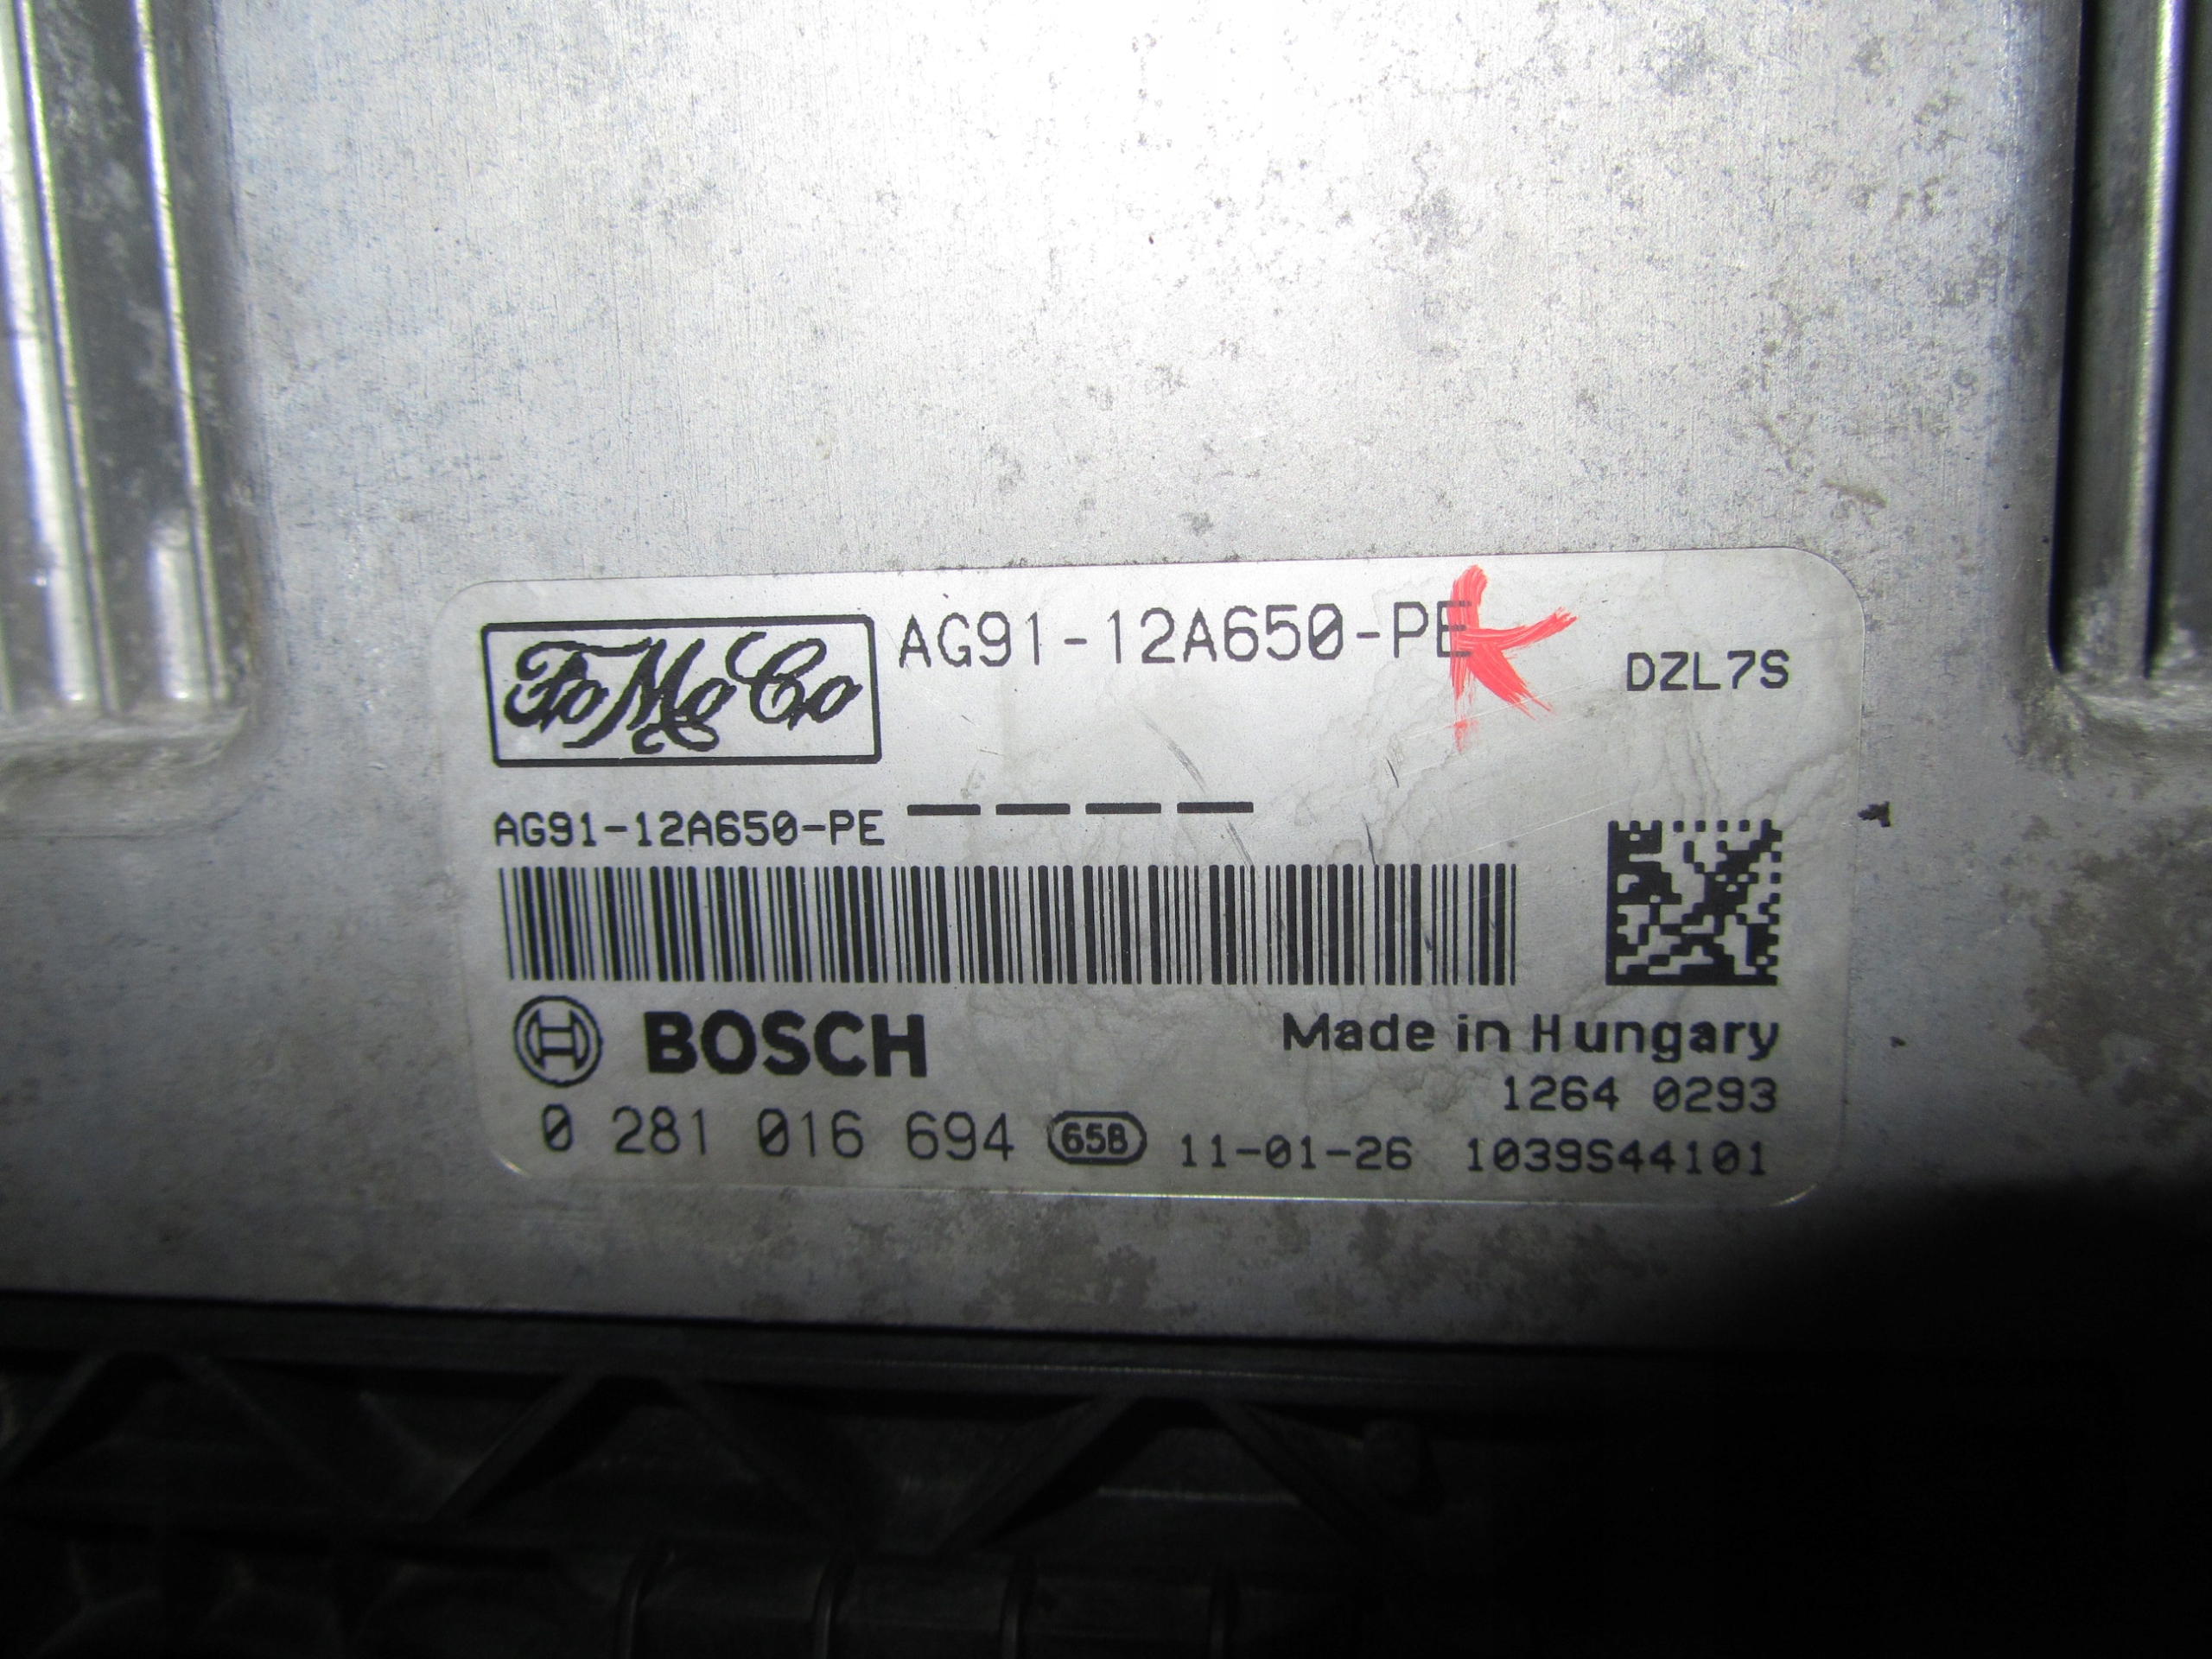 FoMoCo
AG91-12A650-PE
DZL7S
AG91-12A650-PE
BOSCH
Made in Hungary
1264 0293
0 281 016 694 65B 11-01-26 1039S44101